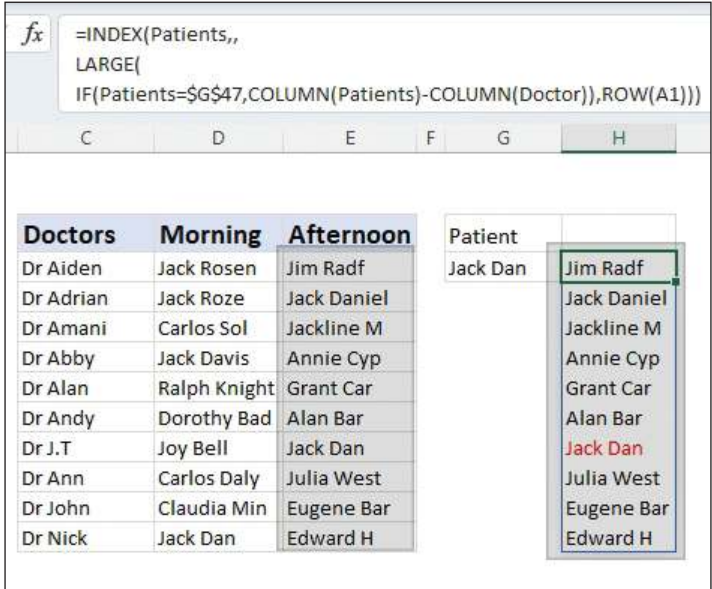 fx =INDEX(Patients,,
LARGE(
IF(Patients=$G$47,COLUMN(Patients)-COLUMN(Doctor)),ROW(A1)))
C D E F G H
Doctors Morning Afternoon Patient
Dr Aiden Jack Rosen Jim Radf Jack Dan Jim Radf
Dr Adrian Jack Roze Jack Daniel Jack Daniel
Dr Amani Carlos Sol Jackline M Jackline M
Dr Abby Jack Davis Annie Cyp Annie Cyp
Dr Alan Ralph Knight Grant Car Grant Car
Dr Andy Dorothy Bad Alan Bar Alan Bar
Dr J.T Joy Bell Jack Dan Jack Dan
Dr Ann Carlos Daly Julia West Julia West
Dr John Claudia Min Eugene Bar Eugene Bar
Dr Nick Jack Dan Edward H Edward H